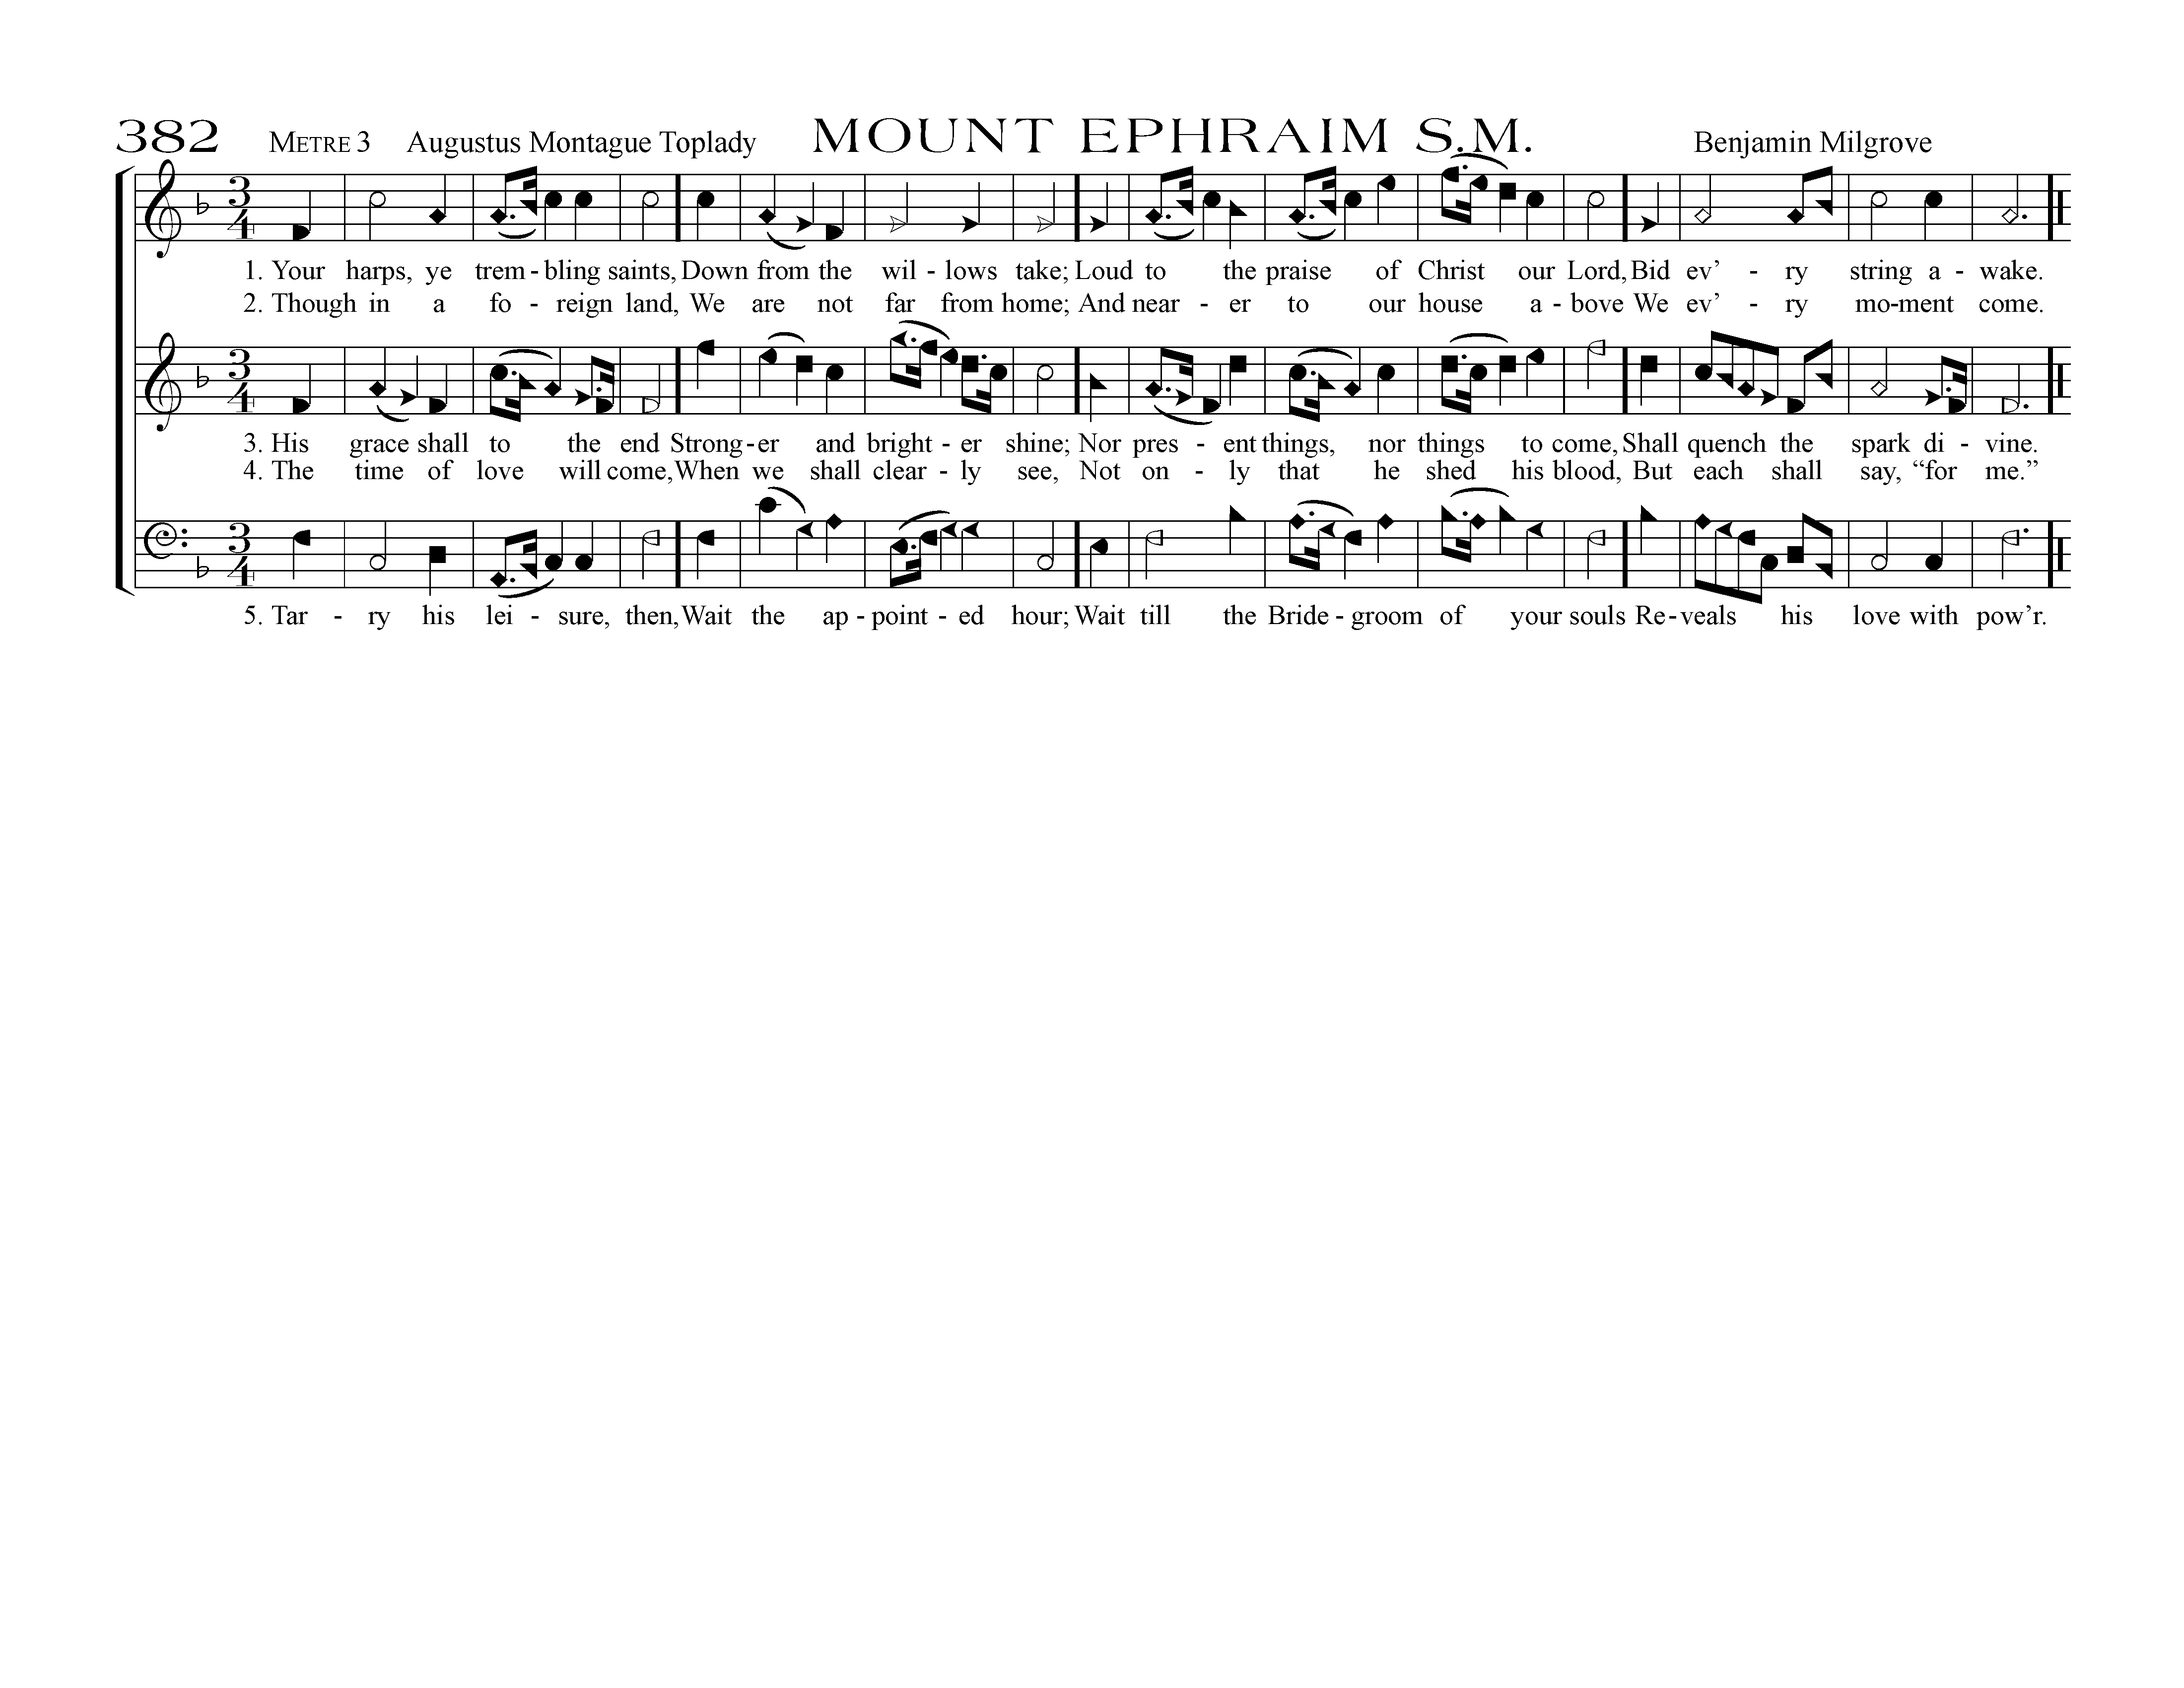 382 METRE 3 Augustus Montague Toplady MOUNT EPHRAIM S.M. Benjamin Milgrove
3 4
1. Your harps, ye trem - bling saints, Down from the wil - lows take; Loud to the praise of Christ our Lord, Bid ev’ - ry string a - wake.
2. Though in a fo - reign land, We are not far from home; And near - er to our house a - bove We ev’ - ry mo-ment come.
3 4
3. His grace shall to the end Strong-er and bright - er shine; Nor pres - ent things, nor things to come, Shall quench the spark di - vine.
4. The time of love will come, When we shall clear - ly see, Not on - ly that he shed his blood, But each shall say, “for me.”
3 4
5. Tar - ry his lei - sure, then, Wait the ap - point - ed hour; Wait till the Bride - groom of your souls Re-veals his love with pow’r.